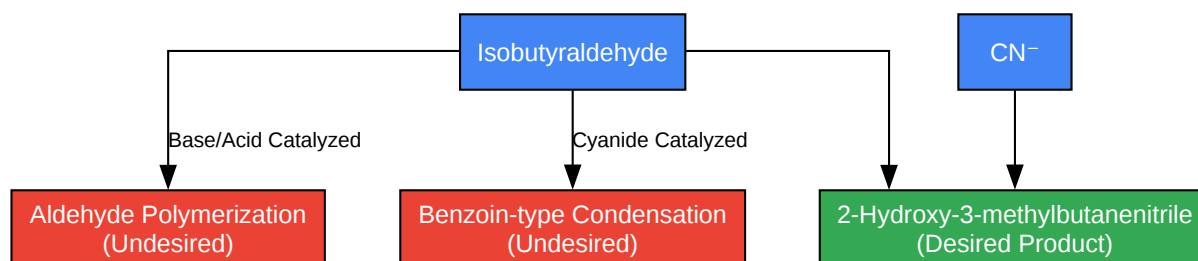 Isobutyraldehyde
CN⁻
Base/Acid Catalyzed
Cyanide Catalyzed
Aldehyde Polymerization
(Undesired)
Benzoin-type Condensation
(Undesired)
2-Hydroxy-3-methylbutanenitrile
(Desired Product)